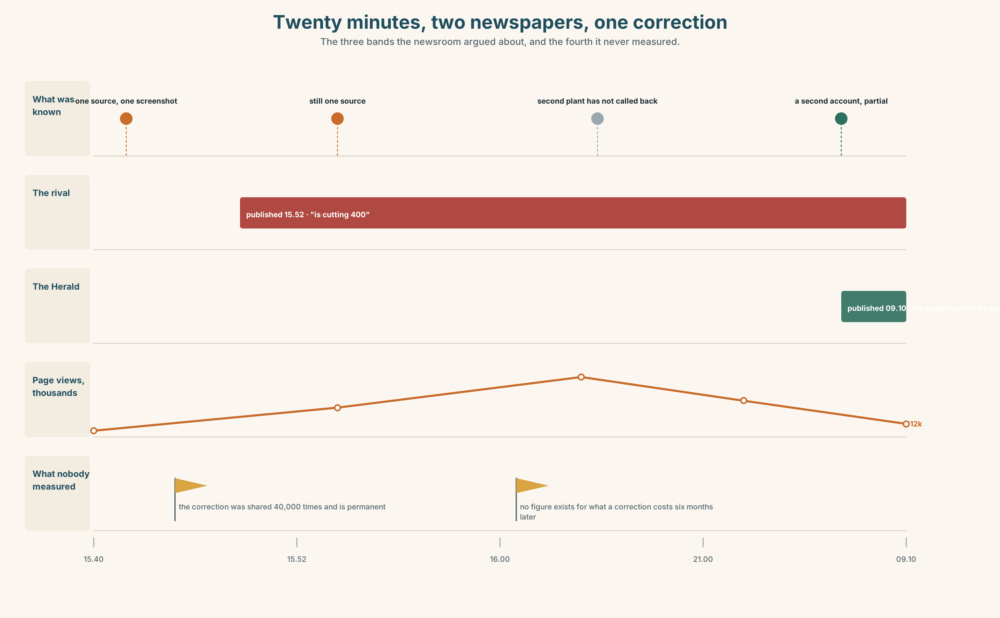 Twenty minutes, two newspapers, one correction
The three bands the newsroom argued about, and the fourth it never measured.
What was
known
one source, one screenshot
still one source
second plant has not called back
a second account, partial
The rival
published 15.52 · "is cutting 400"
The Herald
published 09.10 "is understood to be
Page views,
thousands
12k
What nobody
measured
the correction was shared 40,000 times and is permanent
no figure exists for what a correction costs six months
later
15.40
15.52
16.00
21.00
09.10